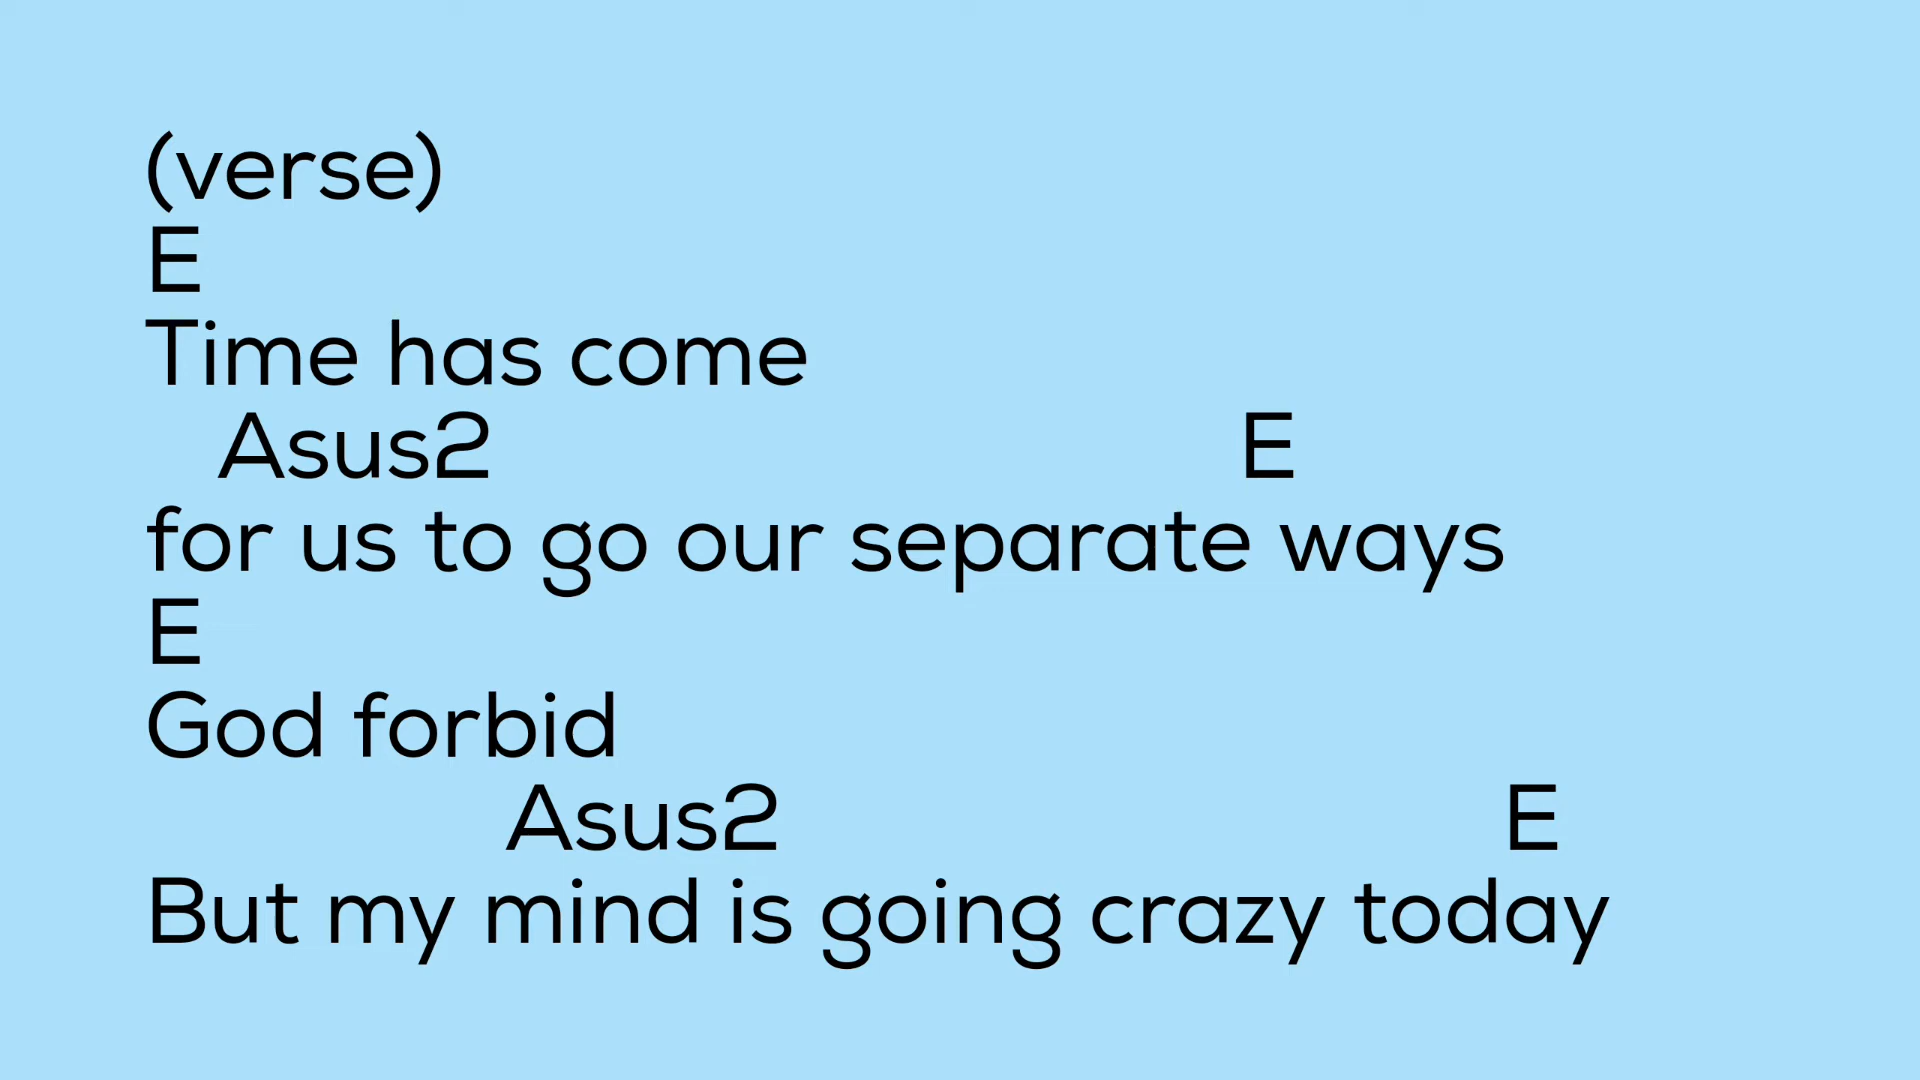 (verse)
E
Time has come
Asus2 E
for us to go our separate ways
E
God forbid
Asus2 E
But my mind is going crazy today